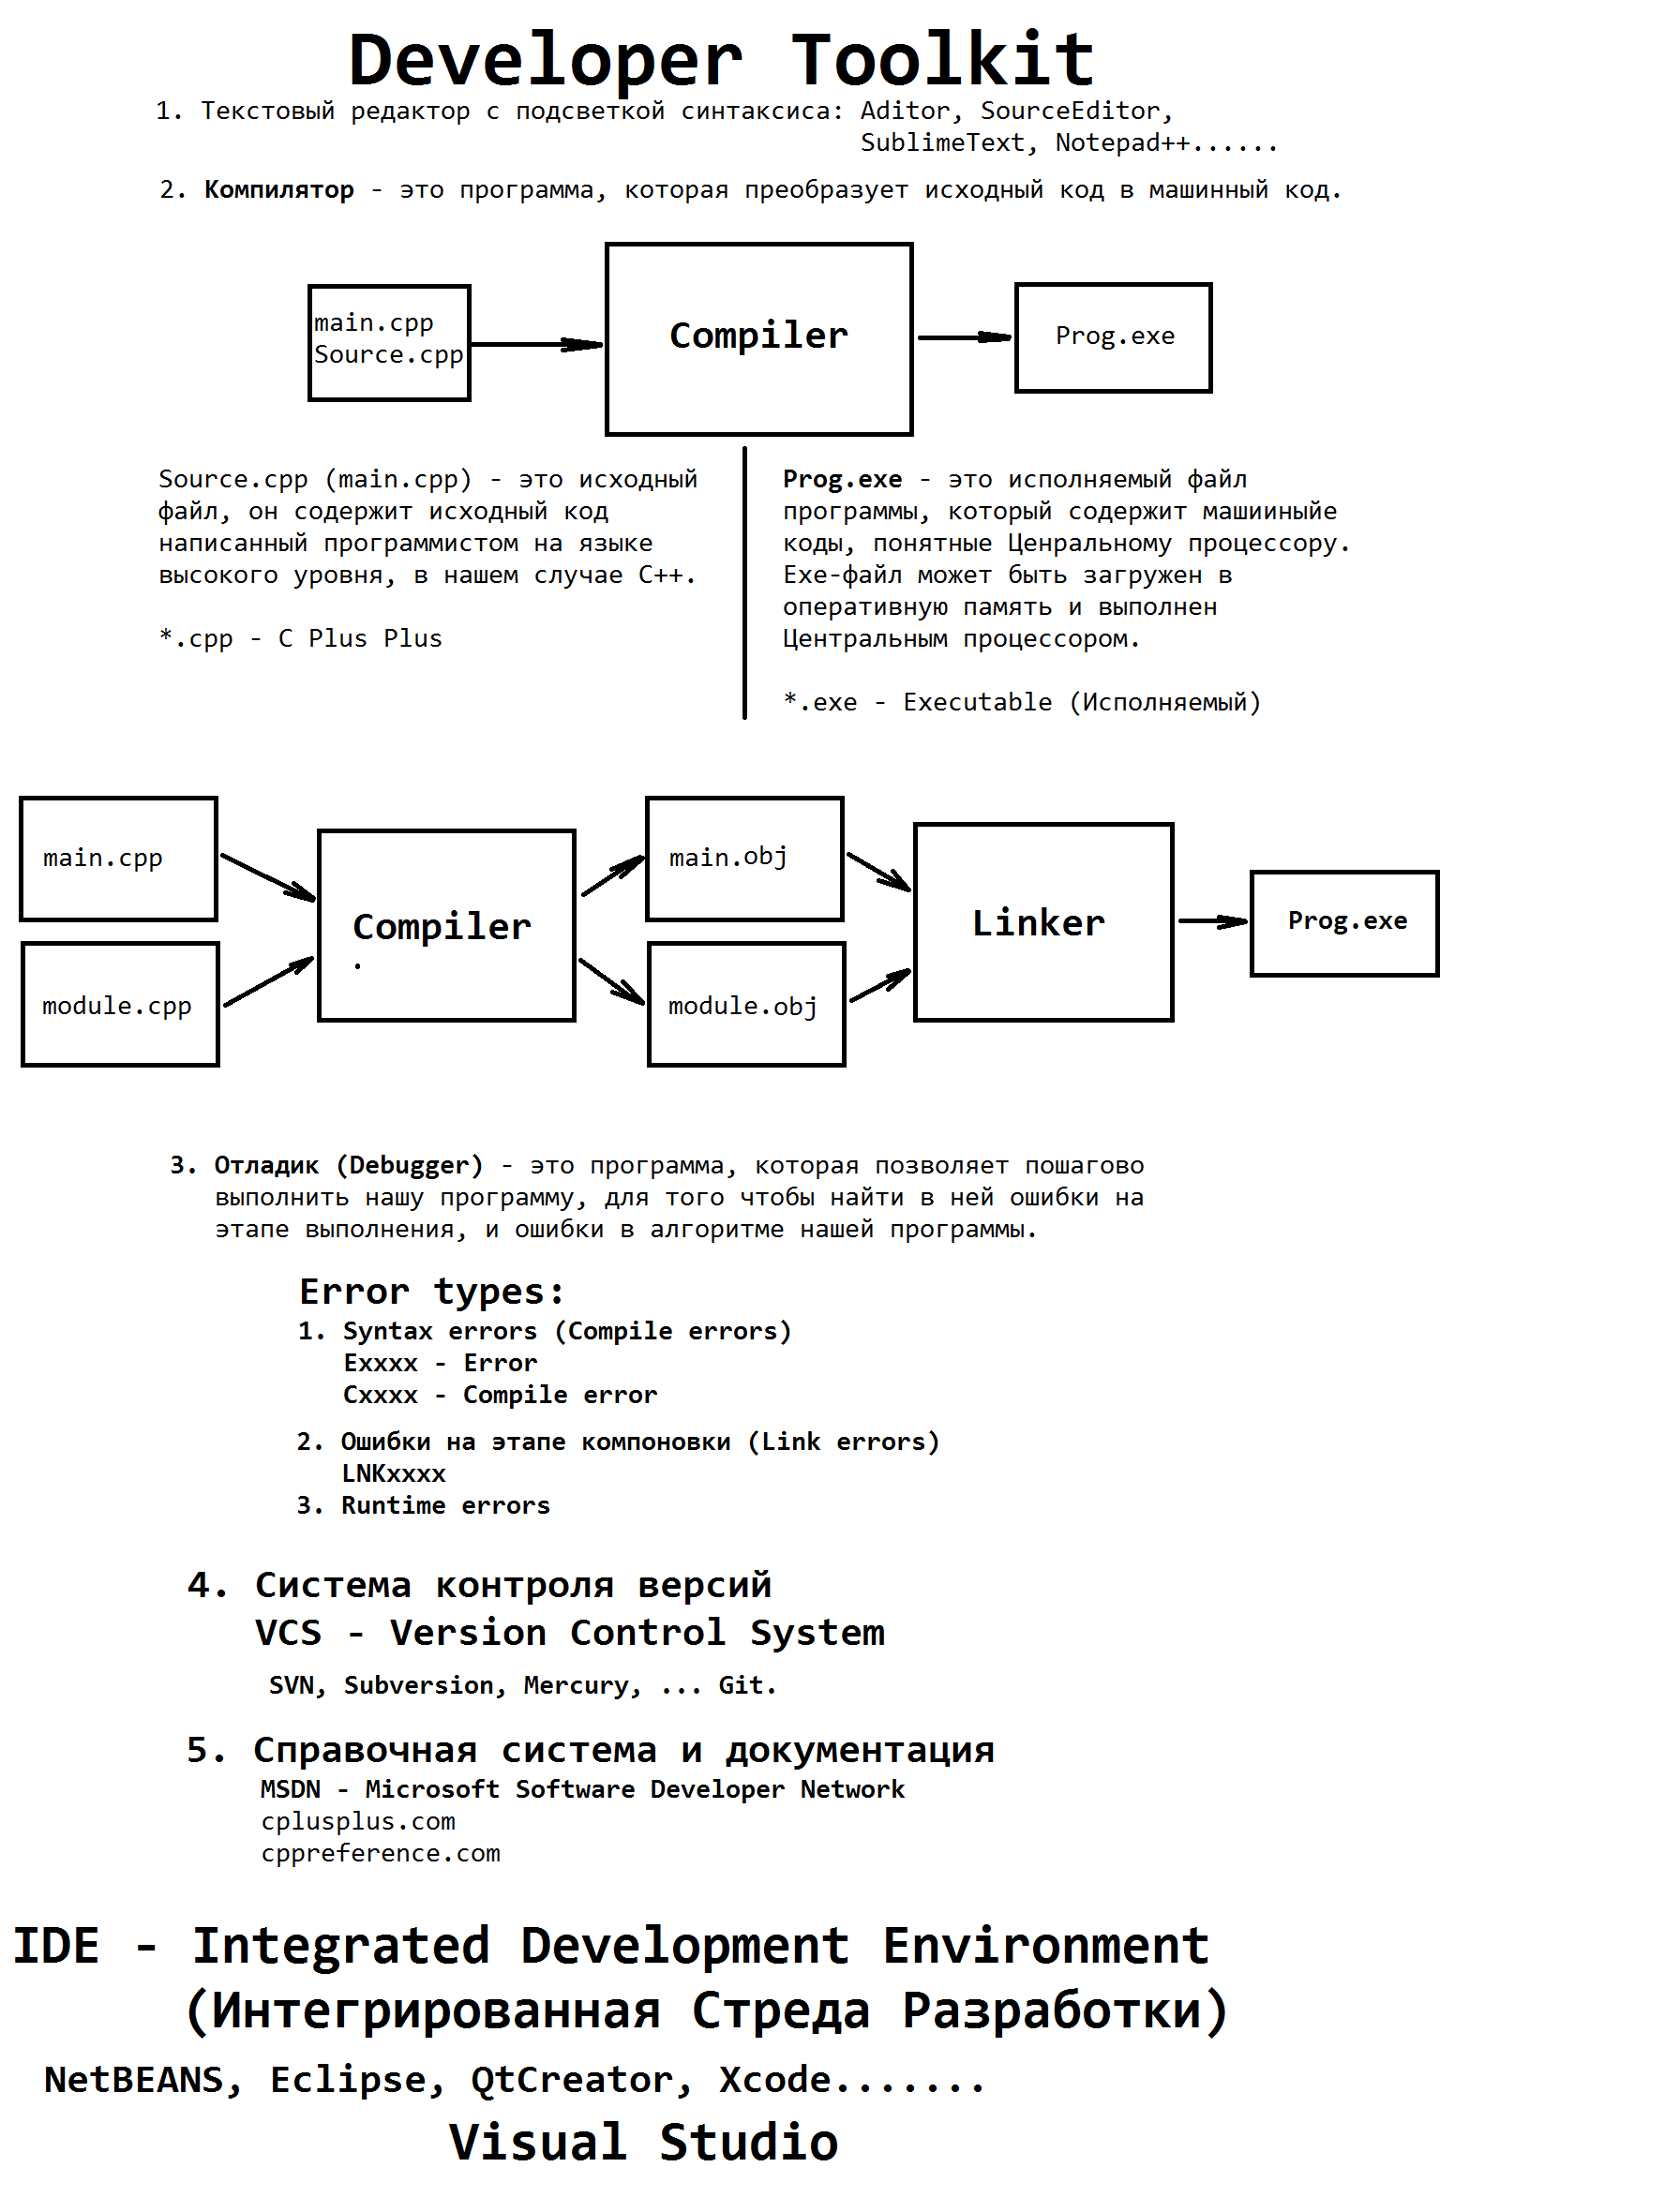 Developer Toolkit
1. Текстовый редактор с подсветкой синтаксиса: Aditor, SourceEditor,
SublimeText, Notepad++......
2. Компилятор - это программа, которая преобразует исходный код в машинный код.
main.cpp
Source.cpp
Compiler
Prog.exe
Source.cpp (main.cpp) - это исходный
файл, он содержит исходный код
написанный программистом на языке
высокого уровня, в нашем случае C++.
*.cpp - C Plus Plus
Prog.exe - это исполняемый файл
программы, который содержит машииныйе
коды, понятные Ценральному процессору.
Exe-файл может быть загружен в
оперативную память и выполнен
Центральным процессором.
*.exe - Executable (Исполняемый)
main.cpp
module.cpp
Compiler
.
main.obj
module.obj
Linker
Prog.exe
3. Отладик (Debugger) - это программа, которая позволяет пошагово
выполнить нашу программу, для того чтобы найти в ней ошибки на
этапе выполнения, и ошибки в алгоритме нашей программы.
Error types:
1. Syntax errors (Compile errors)
Exxxx - Error
Cxxxx - Compile error
2. Ошибки на этапе компоновки (Link errors)
LNKxxxx
3. Runtime errors
4. Система контроля версий
VCS - Version Control System
SVN, Subversion, Mercury, ... Git.
5. Справочная система и документация
MSDN - Microsoft Software Developer Network
cplusplus.com
cppreference.com
IDE - Integrated Development Environment
(Интегрированная Стреда Разработки)
NetBEANS, Eclipse, QtCreator, Xcode.......
Visual Studio